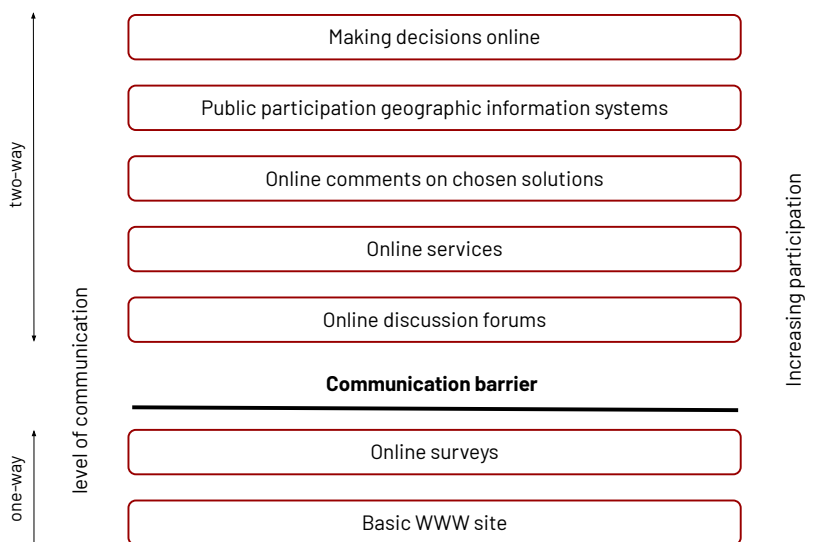 Making decisions online
Public participation geographic information systems
two-way
Online comments on chosen solutions
Increasing participation
Online services
Online discussion forums
level of communication
Communication barrier
Online surveys
one-way
Basic WWW site